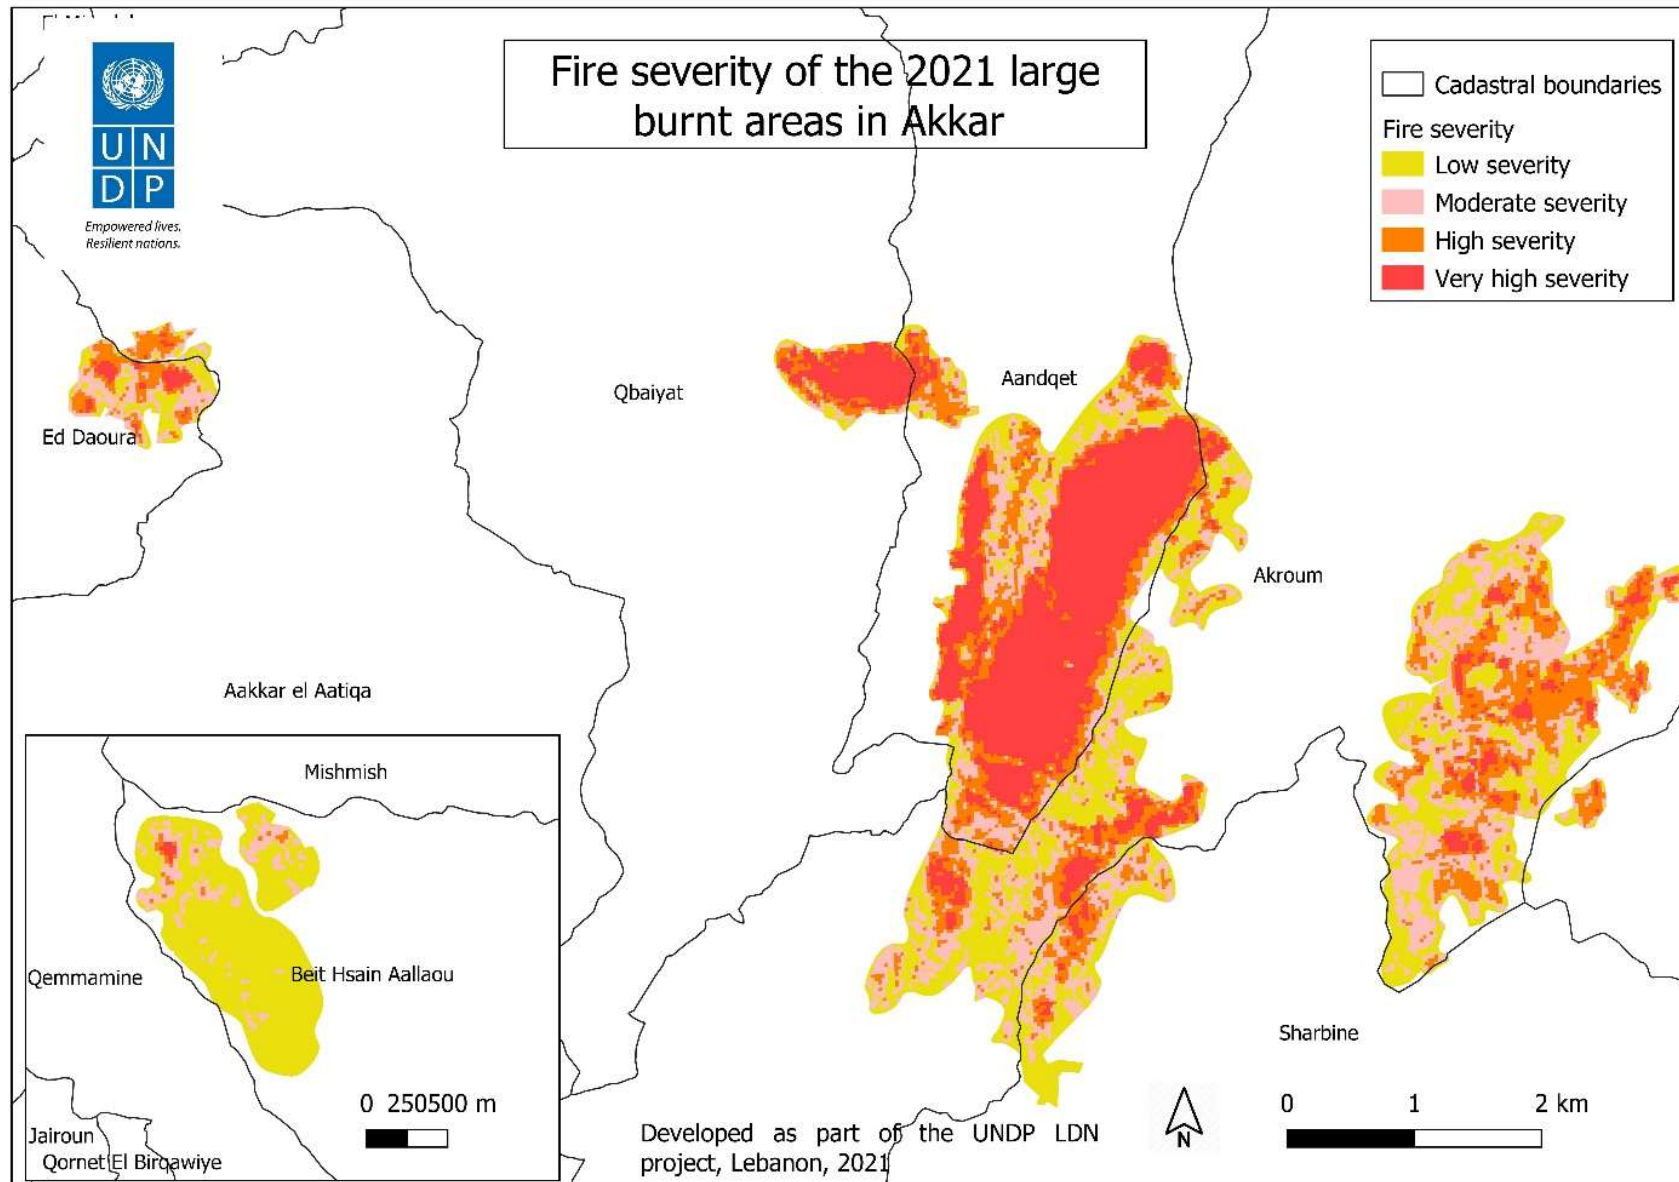 Fire severity of the 2021 large
burnt areas in Akkar
UN
DP
Empowered lives.
Resilient nations.
Cadastral boundaries
Fire severity
Low severity
Moderate severity
High severity
Very high severity
Qbaiyat
Aandqet
Ed Daoura
Akroum
Aakkar el Aatiqa
Mishmish
Qemmamine
Beit Hsain Aallaou
Sharbine
0 250500 m
Jairoun
Qornet El Birqawiye
Developed as part of the UNDP LDN
project, Lebanon, 2021
N
0 1 2 km